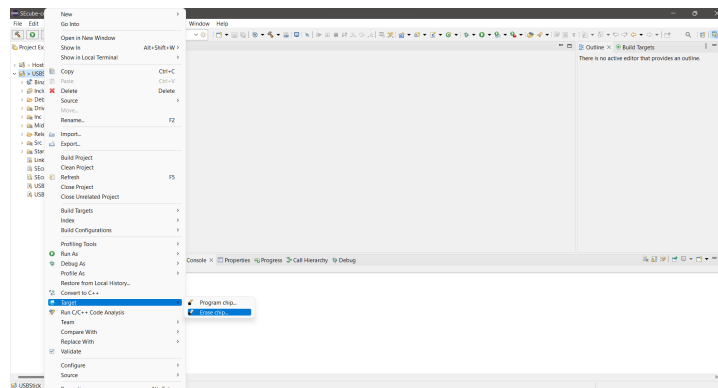 SEcube-c
File Edit
Window Help
Project Ex
Host
USBS
Bina
Incl
Deb
Driv
Inc
Mid
Rele
Src
Star
Link
SEcu
SEcu
USB
USB
New
Go Into
Open in New Window
Show In Alt+Shift+W
Show in Local Terminal
Copy Ctrl+C
Paste Ctrl+V
Delete Delete
Source
Move...
Rename... F2
Import...
Export...
Build Project
Clean Project
Refresh F5
Close Project
Close Unrelated Project
Build Targets
Index
Build Configurations
Profiling Tools
Run As
Debug As
Profile As
Restore from Local History...
Convert to C++
Target
Run C/C++ Code Analysis
Team
Compare With
Replace With
Validate
Configure
Source
Program chip...
Erase chip...
Outline Build Targets
There is no active editor that provides an outline.
Console Properties Progress Call Hierarchy Debug
USBStick